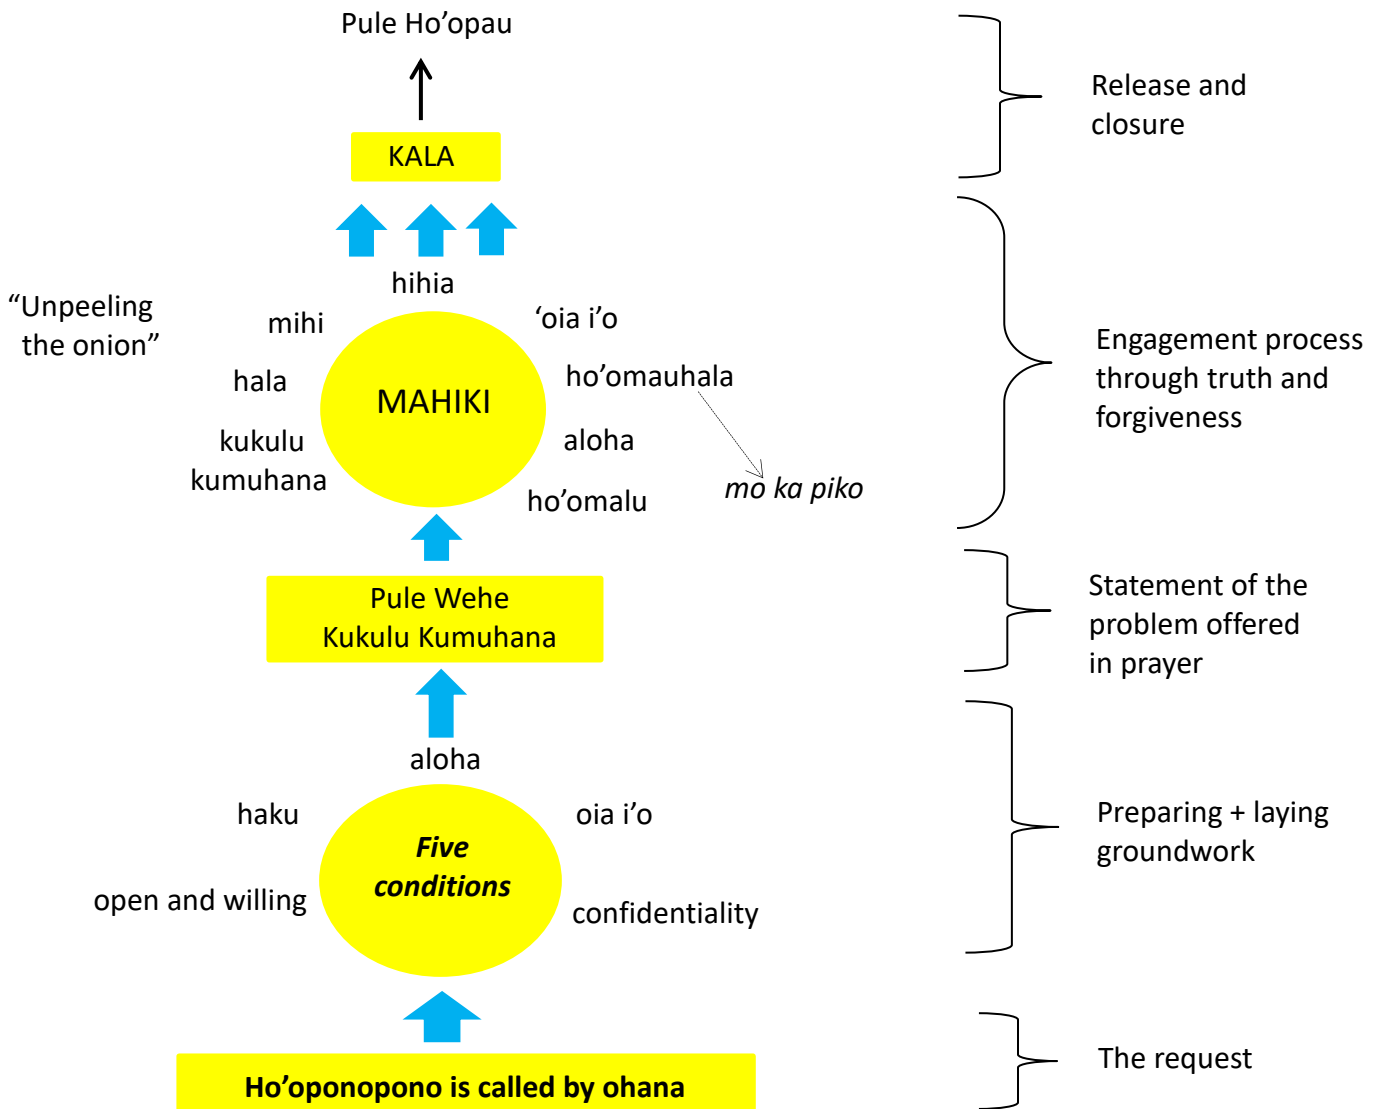 Pule Ho’opau
KALA
Release and
closure
hihia
“Unpeeling
the onion”
mihi
‘oia i’o
hala
ho’omauhala
MAHIKI
kukulu
kumuhana
aloha
ho’omalu
mo ka piko
Engagement process
through truth and
forgiveness
Pule Wehe
Kukulu Kumuhana
Statement of the
problem offered
in prayer
aloha
haku
oia i’o
Five
conditions
open and willing
confidentiality
Preparing + laying
groundwork
Ho’oponopono is called by ohana
The request